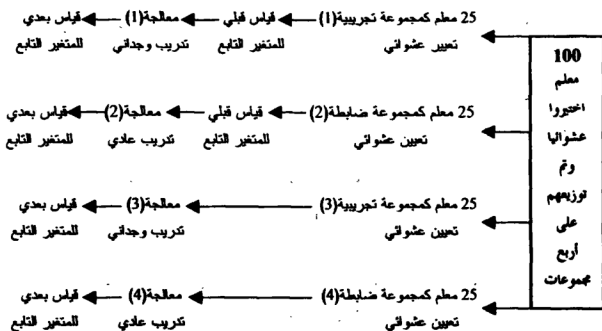 100
معلم
اختيروا
عشوائيا
وتم
توزيعهم
على
أربع
مجموعات
25 معلم كمجموعة تجريبية(1) قياس قبلي معالجة(1) قياس بعدي
تعيير عشوائي للمتغير التابع تدريب وجداني للمتغير التابع
25 معلم كمجموعة ضابطة(2) قياس قبلي معالجة(2) قياس بعدي
تعيين عشوائي للمتغير التابع تدريب عادي للمتغير التابع
25 معلم كمجموعة تجريبية(3) معالجة(3) قياس بعدي
تعيين عشوائي تدريب وجداني للمتغير التابع
25 معلم كمجموعة ضابطة(4) معالجة(4) قياس بعدي
تعيين عشوائي تدريب عادي للمتغير التابع